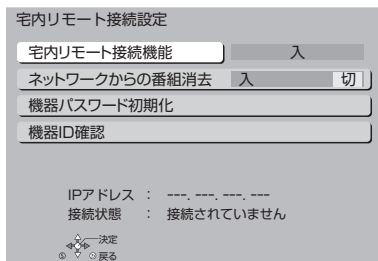 宅内リモート接続設定
宅内リモート接続機能 入
ネットワークからの番組消去 入 切
機器パスワード初期化
機器ID確認
IPアドレス : ---. ---. ---. ---
接続状態 : 接続されていません
決定
戻る